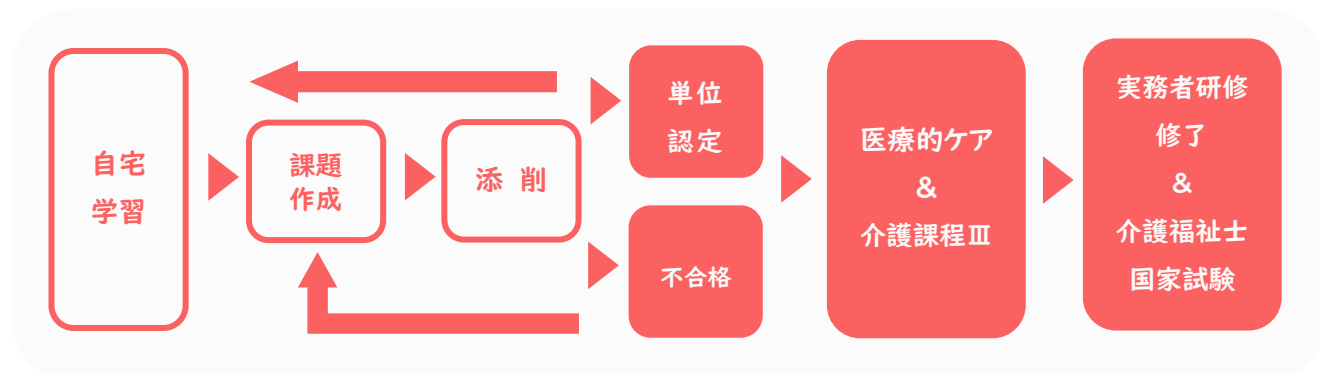 自宅
学習
課題
作成
添 削
単位
認定
不合格
医療的ケア
&
介護課程Ⅲ
実務者研修
修了
&
介護福祉士
国家試験